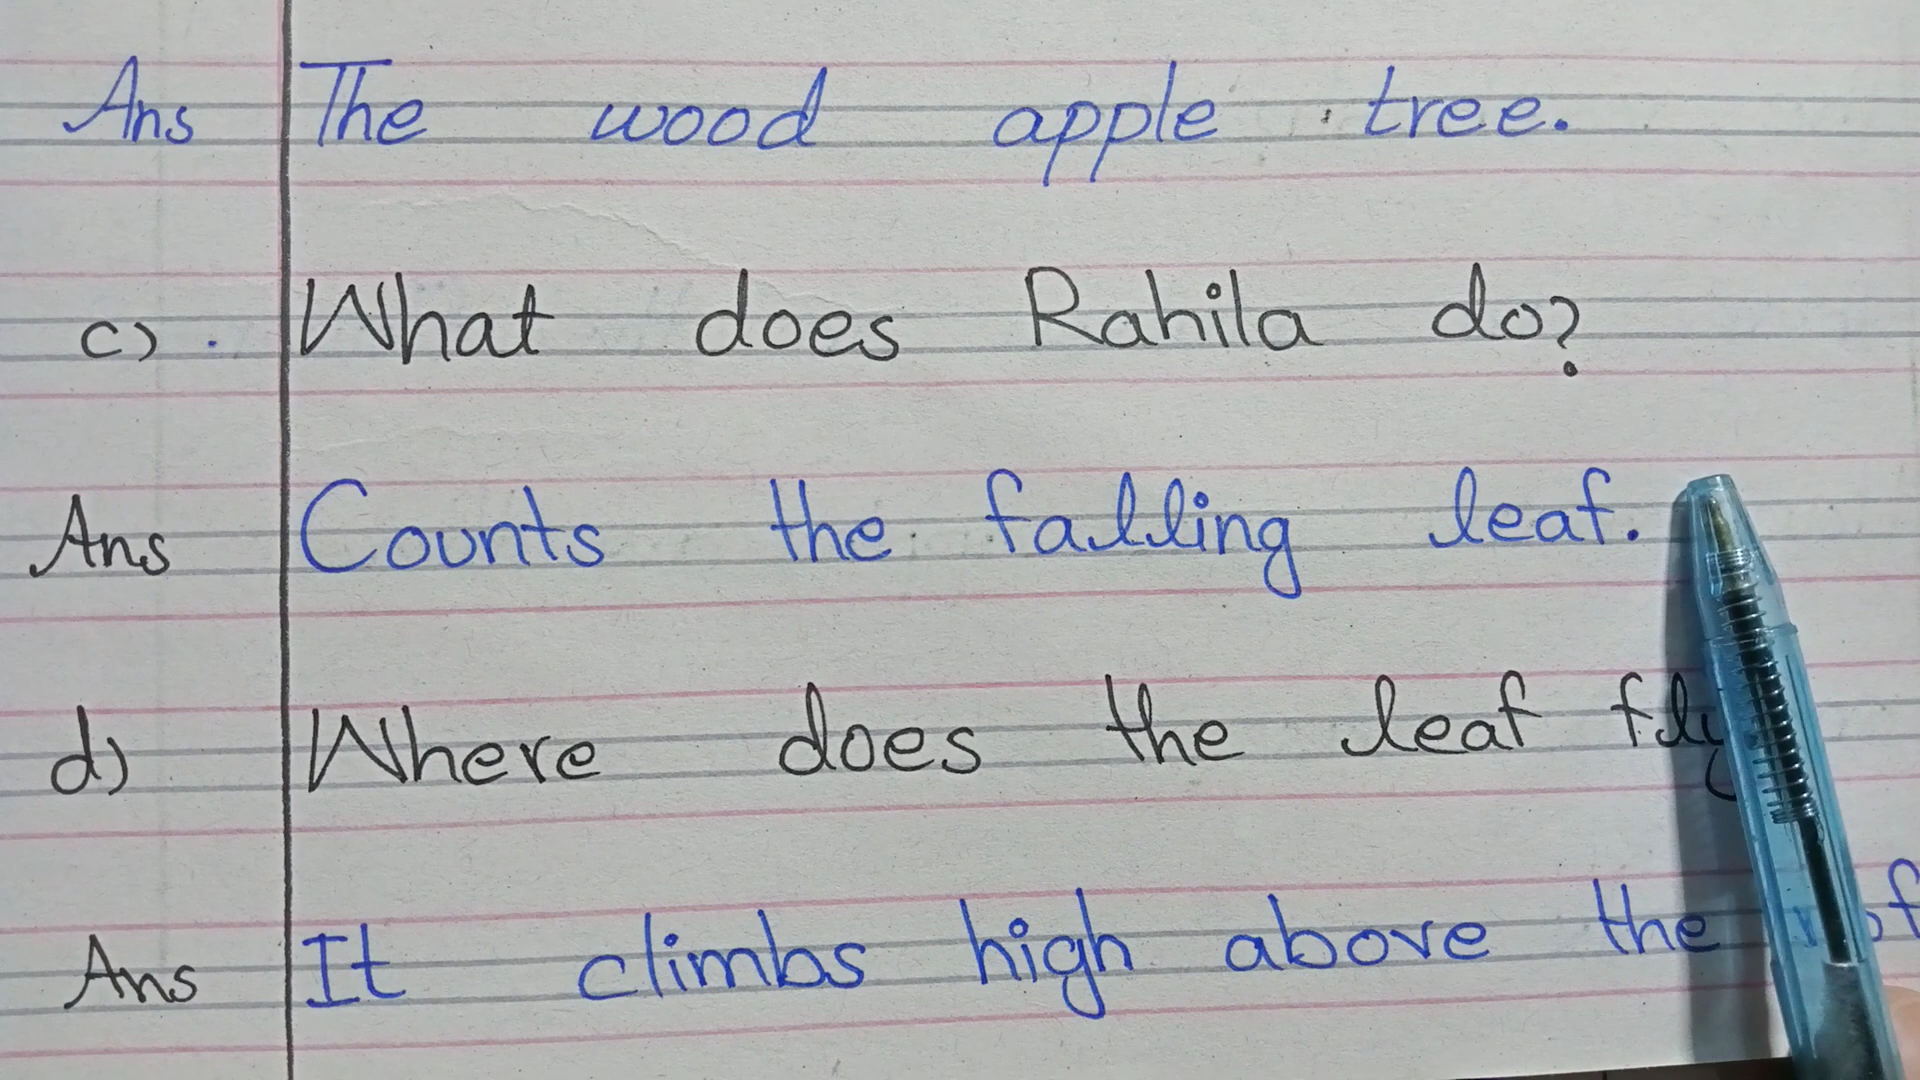 Ans The wood apple tree.
c) What does Rahila do?
Ans Counts the falling leaf.
d) Where does the leaf fly
Ans It climbs high above the